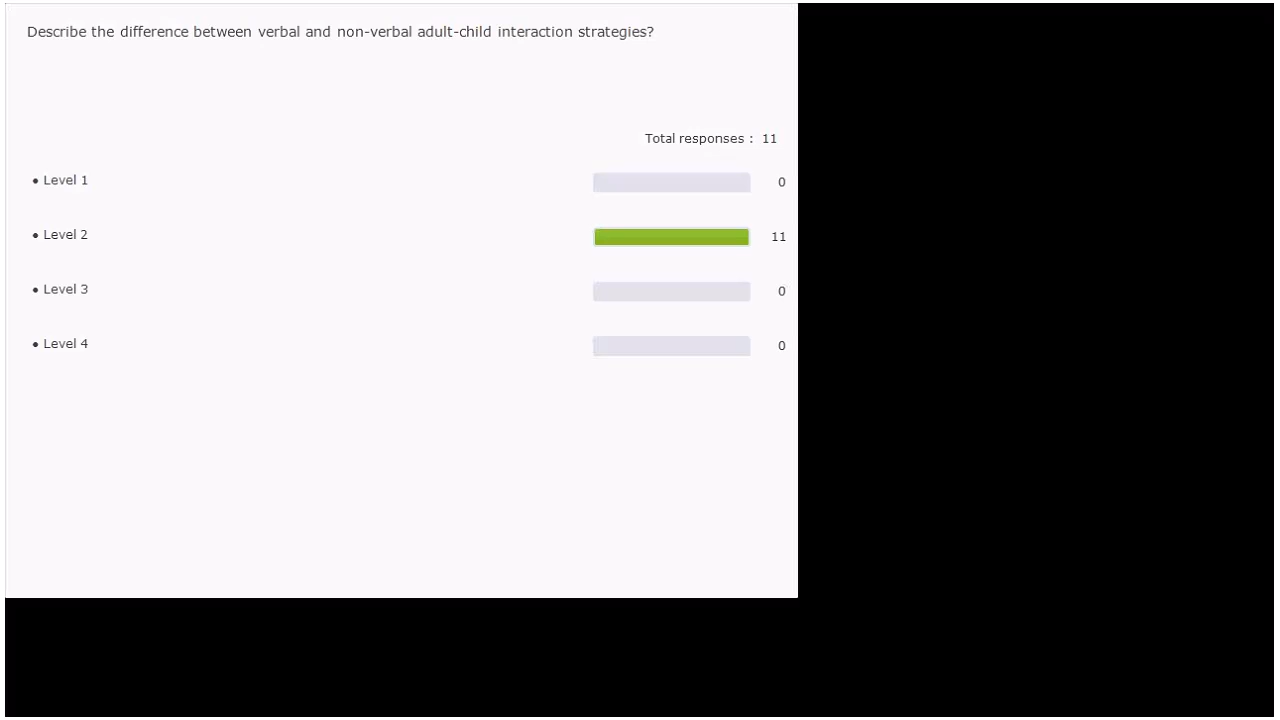 Describe the difference between verbal and non-verbal adult-child interaction strategies?
Total responses : 11
• Level 1 0
• Level 2 11
• Level 3 0
• Level 4 0